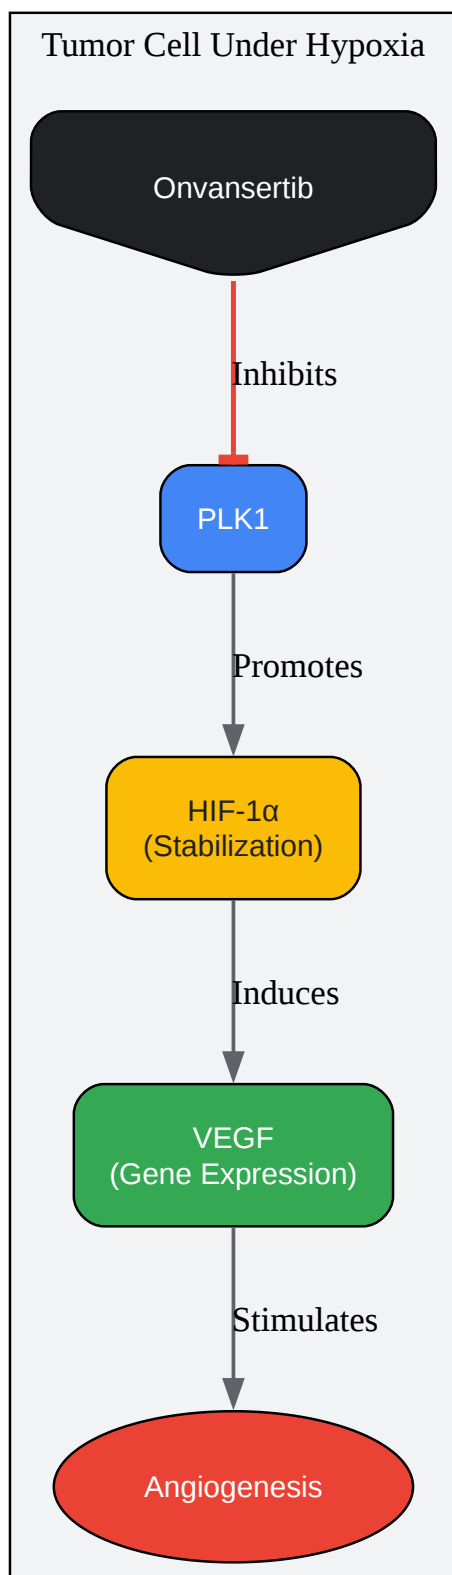 Tumor Cell Under Hypoxia
Onvansertib
Inhibits
PLK1
Promotes
HIF-1α
(Stabilization)
Induces
VEGF
(Gene Expression)
Stimulates
Angiogenesis